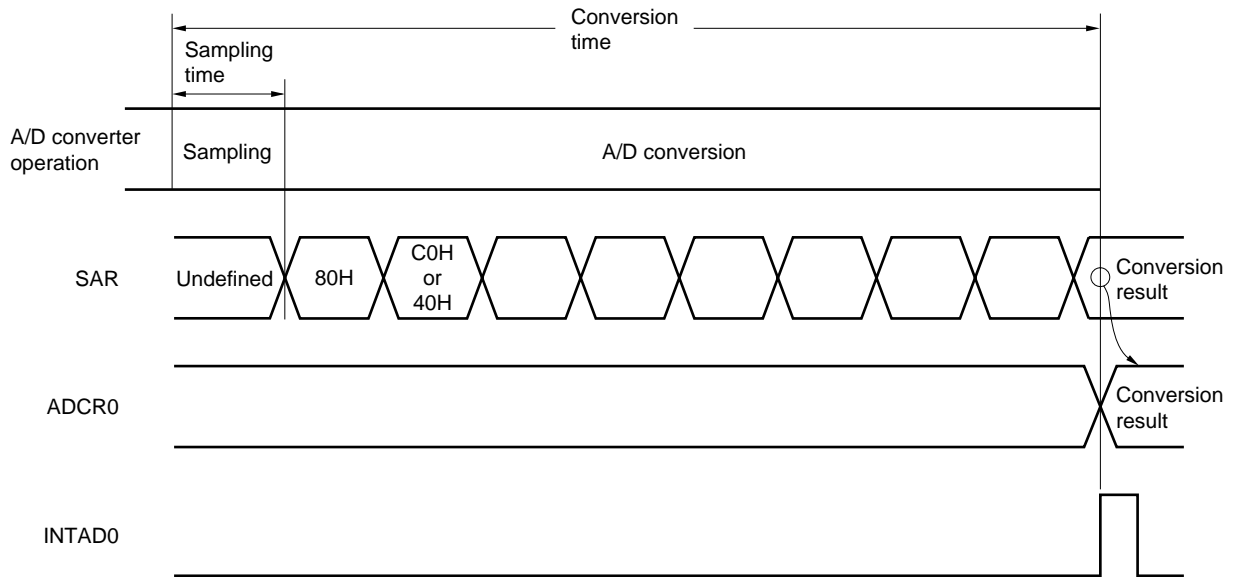 Conversion
time
Sampling
time
A/D converter
operation
Sampling
A/D conversion
SAR
Undefined
80H
C0H
or
40H
Conversion
result
ADCR0
Conversion
result
INTAD0